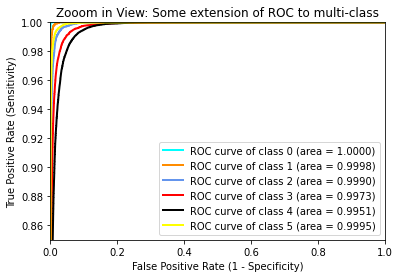 Zooom in View: Some extension of ROC to multi-class
True Positive Rate (Sensitivity)
1.00
0.98
0.96
0.94
0.92
0.90
0.88
0.86
ROC curve of class 0 (area = 1.0000)
ROC curve of class 1 (area = 0.9998)
ROC curve of class 2 (area = 0.9990)
ROC curve of class 3 (area = 0.9973)
ROC curve of class 4 (area = 0.9951)
ROC curve of class 5 (area = 0.9995)
0.0 0.2 0.4 0.6 0.8 1.0
False Positive Rate (1 - Specificity)